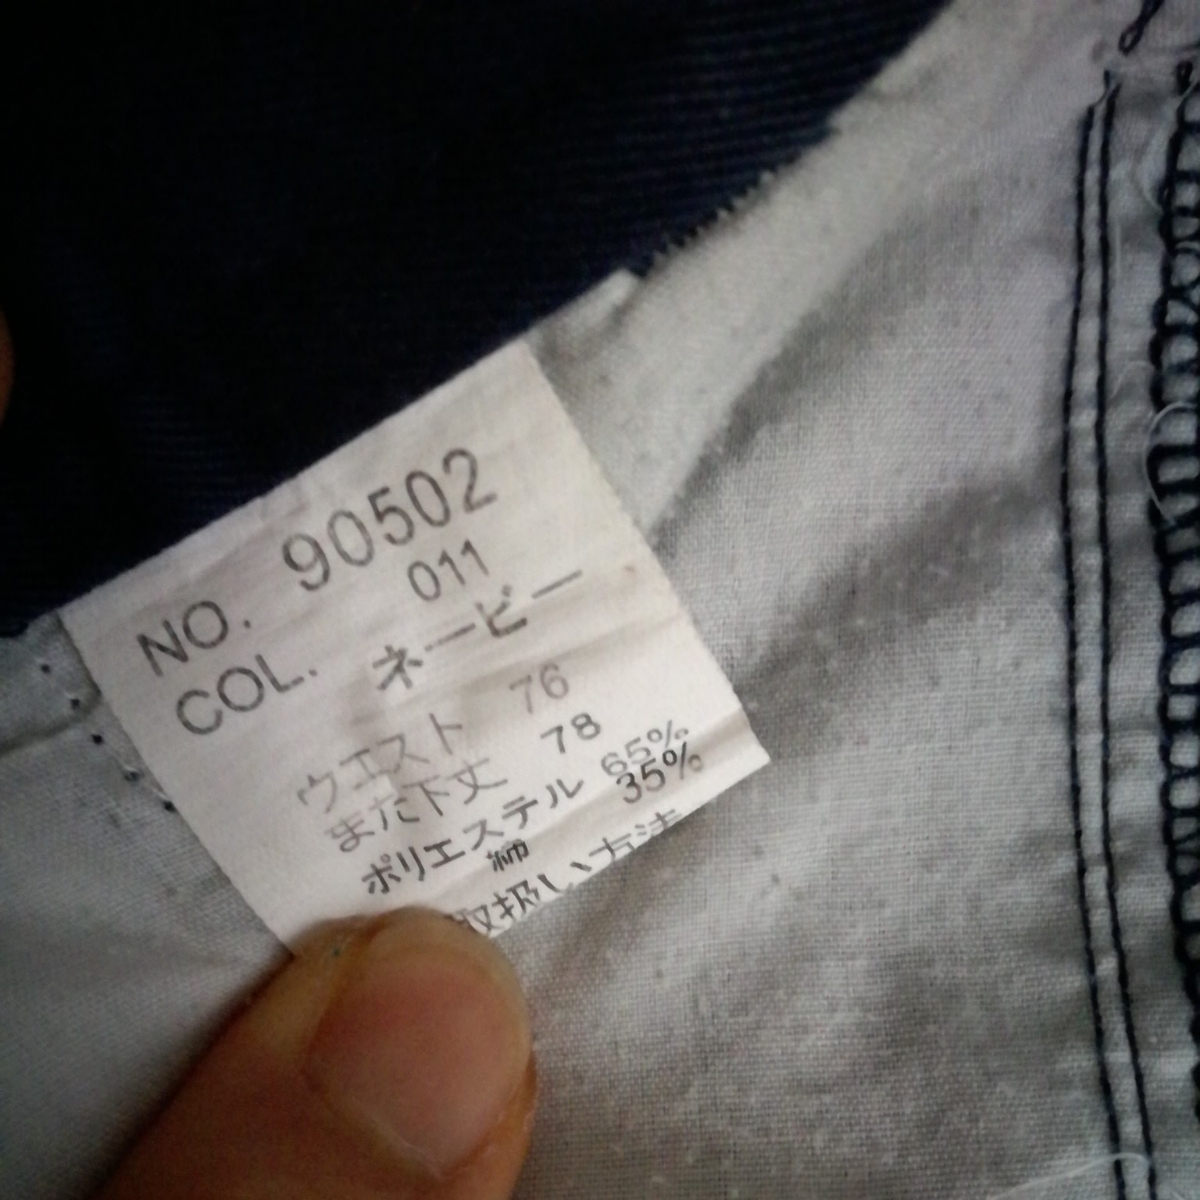 NO. 90502
COL. 011
ネービー
ウエスト 76
また下丈 78
ポリエステル 65%
綿 35%
取扱い方法